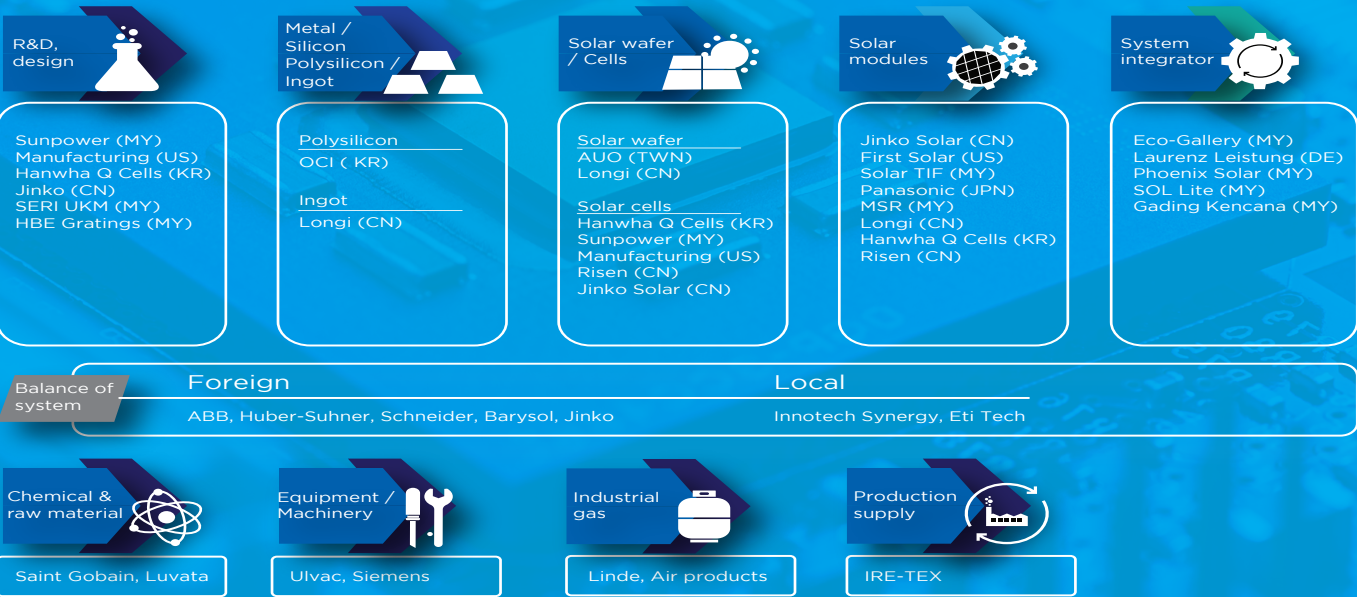 R&D,
design
Sunpower (MY)
Manufacturing (US)
Hanwha Q Cells (KR)
Jinko (CN)
SERI UKM (MY)
HBE Gratings (MY)
Metal /
Silicon
Polysilicon /
Ingot
Polysilicon
OCI ( KR)
Ingot
Longi (CN)
Solar wafer
/ Cells
Solar wafer
AUO (TWN)
Longi (CN)
Solar cells
Hanwha Q Cells (KR)
Sunpower (MY)
Manufacturing (US)
Risen (CN)
Jinko Solar (CN)
Solar
modules
Jinko Solar (CN)
First Solar (US)
Solar TIF (MY)
Panasonic (JPN)
MSR (MY)
Longi (CN)
Hanwha Q Cells (KR)
Risen (CN)
System
integrator
Eco-Gallery (MY)
Laurenz Leistung (DE)
Phoenix Solar (MY)
SOL Lite (MY)
Gading Kencana (MY)
Balance of
system
Foreign
ABB, Huber-Suhner, Schneider, Barysol, Jinko
Local
Innotech Synergy, Eti Tech
Chemical &
raw material
Saint Gobain, Luvata
Equipment /
Machinery
Ulvac, Siemens
Industrial
gas
Linde, Air products
Production
supply
IRE-TEX